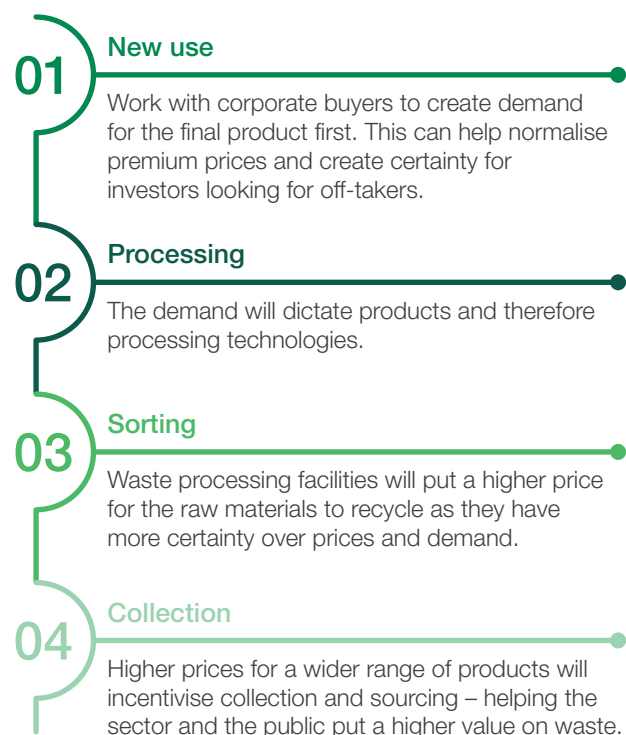 01
New use
Work with corporate buyers to create demand
for the final product first. This can help normalise
premium prices and create certainty for
investors looking for off-takers.
02
Processing
The demand will dictate products and therefore
processing technologies.
03
Sorting
Waste processing facilities will put a higher price
for the raw materials to recycle as they have
more certainty over prices and demand.
04
Collection
Higher prices for a wider range of products will
incentivise collection and sourcing – helping the
sector and the public put a higher value on waste.